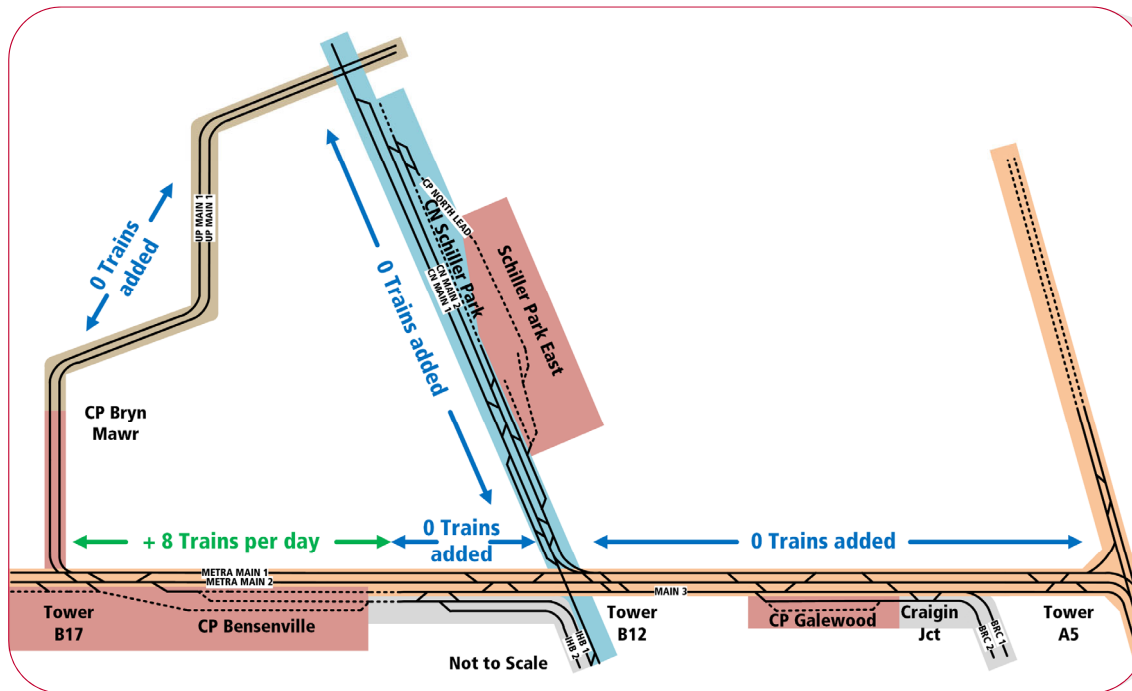 UP MAIN 1
UP MAIN 1
0 Trains
added
CP NORTH LEAD
CN Schiller Park
CN MAIN 2
CN MAIN 1
Schiller Park East
0 Trains added
CP Bryn
Mawr
+ 8 Trains per day
0 Trains
added
0 Trains added
METRA MAIN 1
METRA MAIN 2
MAIN 3
Tower
B17
CP Bensenville
IHB 1
IHB 2
Tower
B12
CP Galewood
Craigin
Jct
BRC 1
BRC 2
Tower
A5
Not to Scale